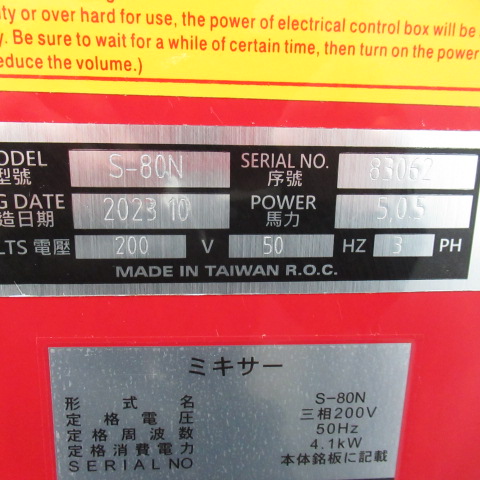 ity or over hard for use, the power of electrical control box will be
y. Be sure to wait for a while of certain time, then turn on the power
educe the volume.)
MODEL 型號 S-80N SERIAL NO. 序號 83062
G DATE 造日期 2023 10 POWER 馬力 5,0.5
LTS 電壓 200 V 50 HZ 3 PH
MADE IN TAIWAN R.O.C.
ミキサー
形式名 S-80N
定格電圧 三相200V
定格周波数 50Hz
定格消費電力 4.1kW
SERIAL NO 本体銘板に記載